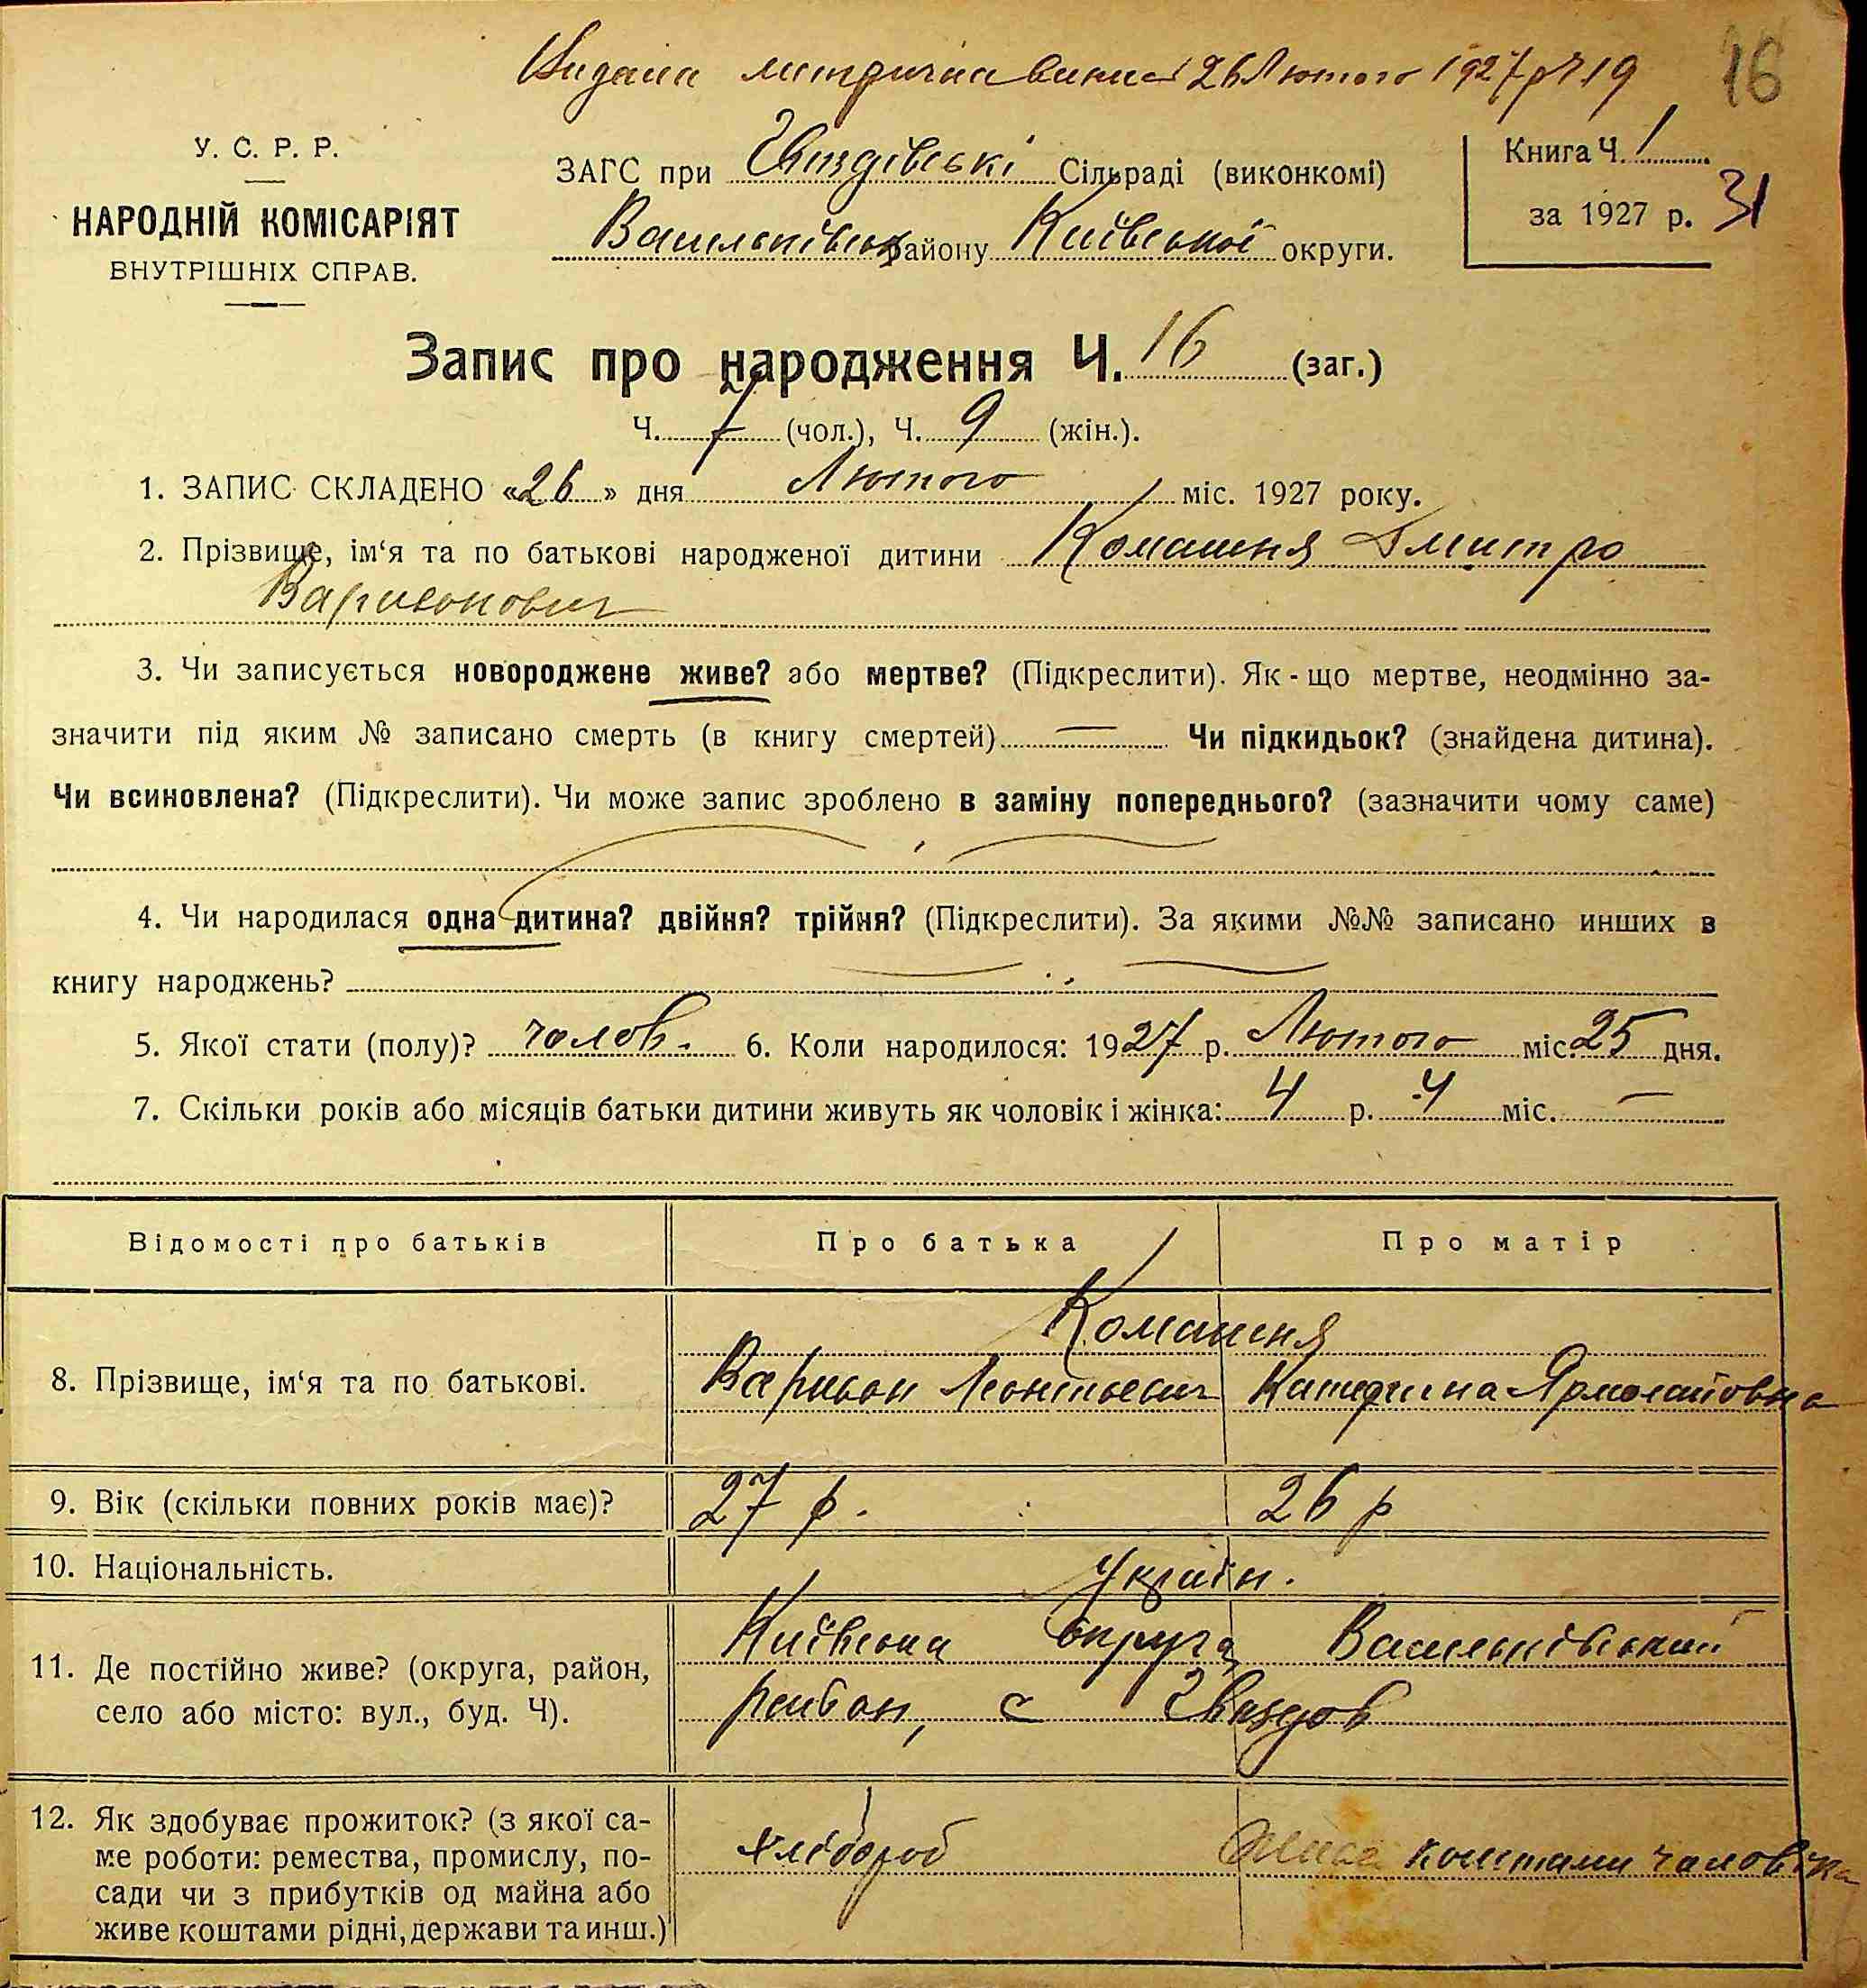 Видана метрична випись 26 Лютого 1927 р № 19
16
У. С. Р. Р.
НАРОДНІЙ КОМІСАРІЯТ
ВНУТРІШНІХ СПРАВ.
ЗАГС при Гвіздівські Сільраді (виконкомі)
Васильківськ району Київської округи.
Книга Ч. 1
за 1927 р. 31
Запис про народження Ч. 16 (заг.)
Ч. 7 (чол.), Ч. 9 (жін.).
1. ЗАПИС СКЛАДЕНО «26» дня Лютого міс. 1927 року.
2. Прізвище, ім‘я та по батькові народженої дитини Комашня Дмитро
Варивонович
3. Чи записується новороджене живе? або мертве? (Підкреслити). Як-що мертве, неодмінно за-
значити під яким № записано смерть (в книгу смертей) — Чи підкидьок? (знайдена дитина).
Чи всиновлена? (Підкреслити). Чи може запис зроблено в заміну попереднього? (зазначити чому саме)
4. Чи народилася одна дитина? двійня? трійня? (Підкреслити). За якими №№ записано инших в
книгу народжень?
5. Якої стати (полу)? чолов. 6. Коли народилося: 1927 р. Лютого міс. 25 дня.
7. Скільки років або місяців батьки дитини живуть як чоловік і жінка: 4 р. 4 міс. —
Відомості про батьків Про батька Про матір
Комашня
8. Прізвище, ім‘я та по батькові. Варивон Леонтьевич Катерина Ярмолаївна
9. Вік (скільки повних років має)? 27 р. 26 р
10. Національність. Україн.
Київська округа Васильківський
11. Де постійно живе? (округа, район,
район, с Гвоздов
село або місто: вул., буд. Ч).
12. Як здобуває прожиток? (з якої са-
ме роботи: ремества, промислу, по- хлібороб коштами чоловіка
сади чи з прибутків од майна або
живе коштами рідні, держави та инш.)